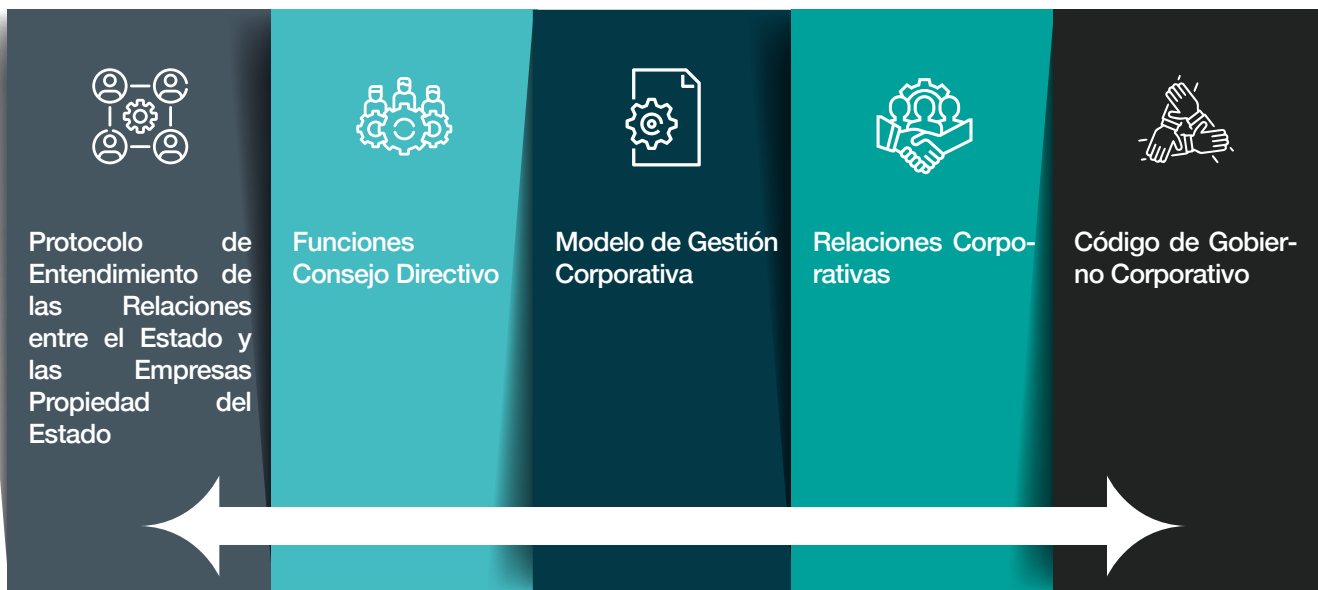 Protocolo de
Entendimiento de
las Relaciones
entre el Estado y
las Empresas
Propiedad del
Estado
Funciones
Consejo Directivo
Modelo de Gestión
Corporativa
Relaciones Corpo-
rativas
Código de Gobier-
no Corporativo